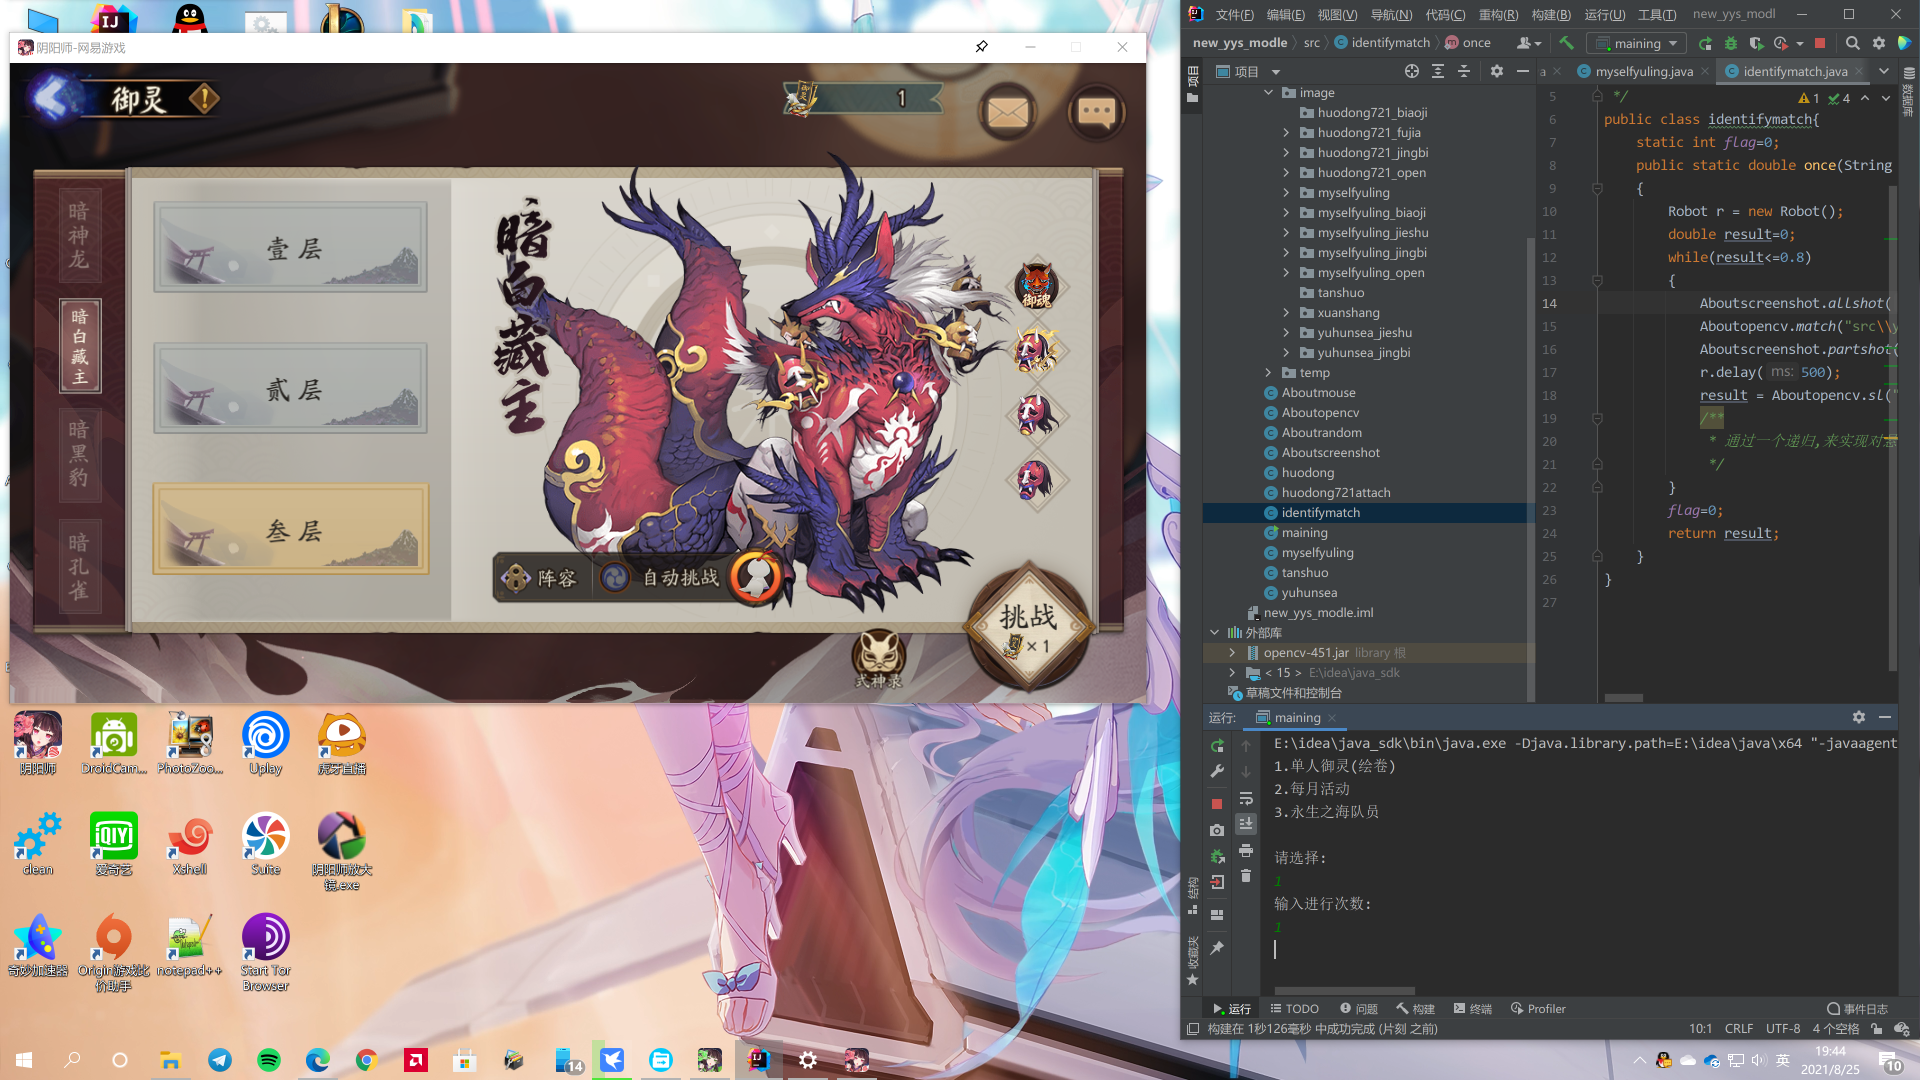 阴阳师-网易游戏
御灵
1
暗神龙
暗白藏主
暗黑豹
暗孔雀
壹层
贰层
叁层
暗白藏主
御魂
阵容
自动挑战
挑战
×1
式神录
阴阳师
DroidCam...
PhotoZoo...
Uplay
虎牙直播
clean
爱奇艺
Xshell
Suite
阴阳师放大镜.exe
奇妙加速器
Origin游戏比价助手
notepad++
Start Tor Browser
文件(F) 编辑(E) 视图(V) 导航(N) 代码(C) 重构(R) 构建(B) 运行(U) 工具(T) new_yys_modl
new_yys_modle src identifymatch once
maining
项目
a
myselfyuling.java
identifymatch.java
数据库
image
huodong721_biaoji
huodong721_fujia
huodong721_jingbi
huodong721_open
myselfyuling
myselfyuling_biaoji
myselfyuling_jieshu
myselfyuling_jingbi
myselfyuling_open
tanshuo
xuanshang
yuhunsea_jieshu
yuhunsea_jingbi
temp
Aboutmouse
Aboutopencv
Aboutrandom
Aboutscreenshot
huodong
huodong721attach
identifymatch
maining
myselfyuling
tanshuo
yuhunsea
new_yys_modle.iml
外部库
opencv-451.jar library 根
< 15 > E:\idea\java_sdk
草稿文件和控制台
1 4
5 */
6 public class identifymatch{
7 static int flag=0;
8 public static double once(String
9 {
10 Robot r = new Robot();
11 double result=0;
12 while(result<=0.8)
13 {
14 Aboutscreenshot.allshot(
15 Aboutopencv.match("src\\y
16 Aboutscreenshot.partshot(
17 r.delay( ms: 500);
18 result = Aboutopencv.sl("
19 /**
20 * 通过一个递归,来实现对悬
21 */
22 }
23 flag=0;
24 return result;
25 }
26 }
27
运行: maining
E:\idea\java_sdk\bin\java.exe -Djava.library.path=E:\idea\java\x64 "-javaagent
1.单人御灵(绘卷)
2.每月活动
3.永生之海队员
请选择:
1
输入进行次数:
1
结构
收藏夹
运行 TODO 问题 构建 终端 Profiler 事件日志
构建在 1秒126毫秒 中成功完成 (片刻 之前) 10:1 CRLF UTF-8 4 个空格
14
英
19:44
2021/8/25
10